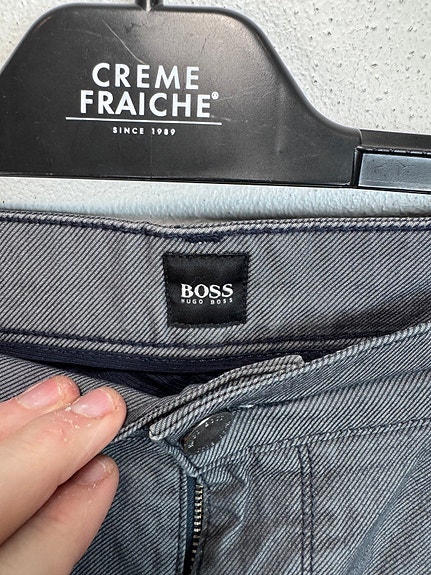 CREME
FRAICHE®
SINCE 1989
BOSS
HUGO BOSS